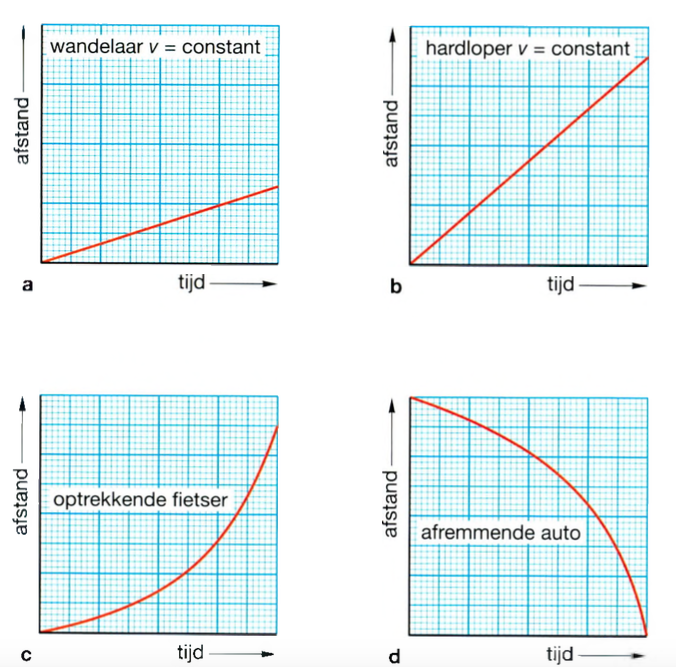 wandelaar v = constant
afstand
tijd
a
hardloper v = constant
afstand
tijd
b
optrekkende fietser
afstand
tijd
c
afremmende auto
afstand
tijd
d